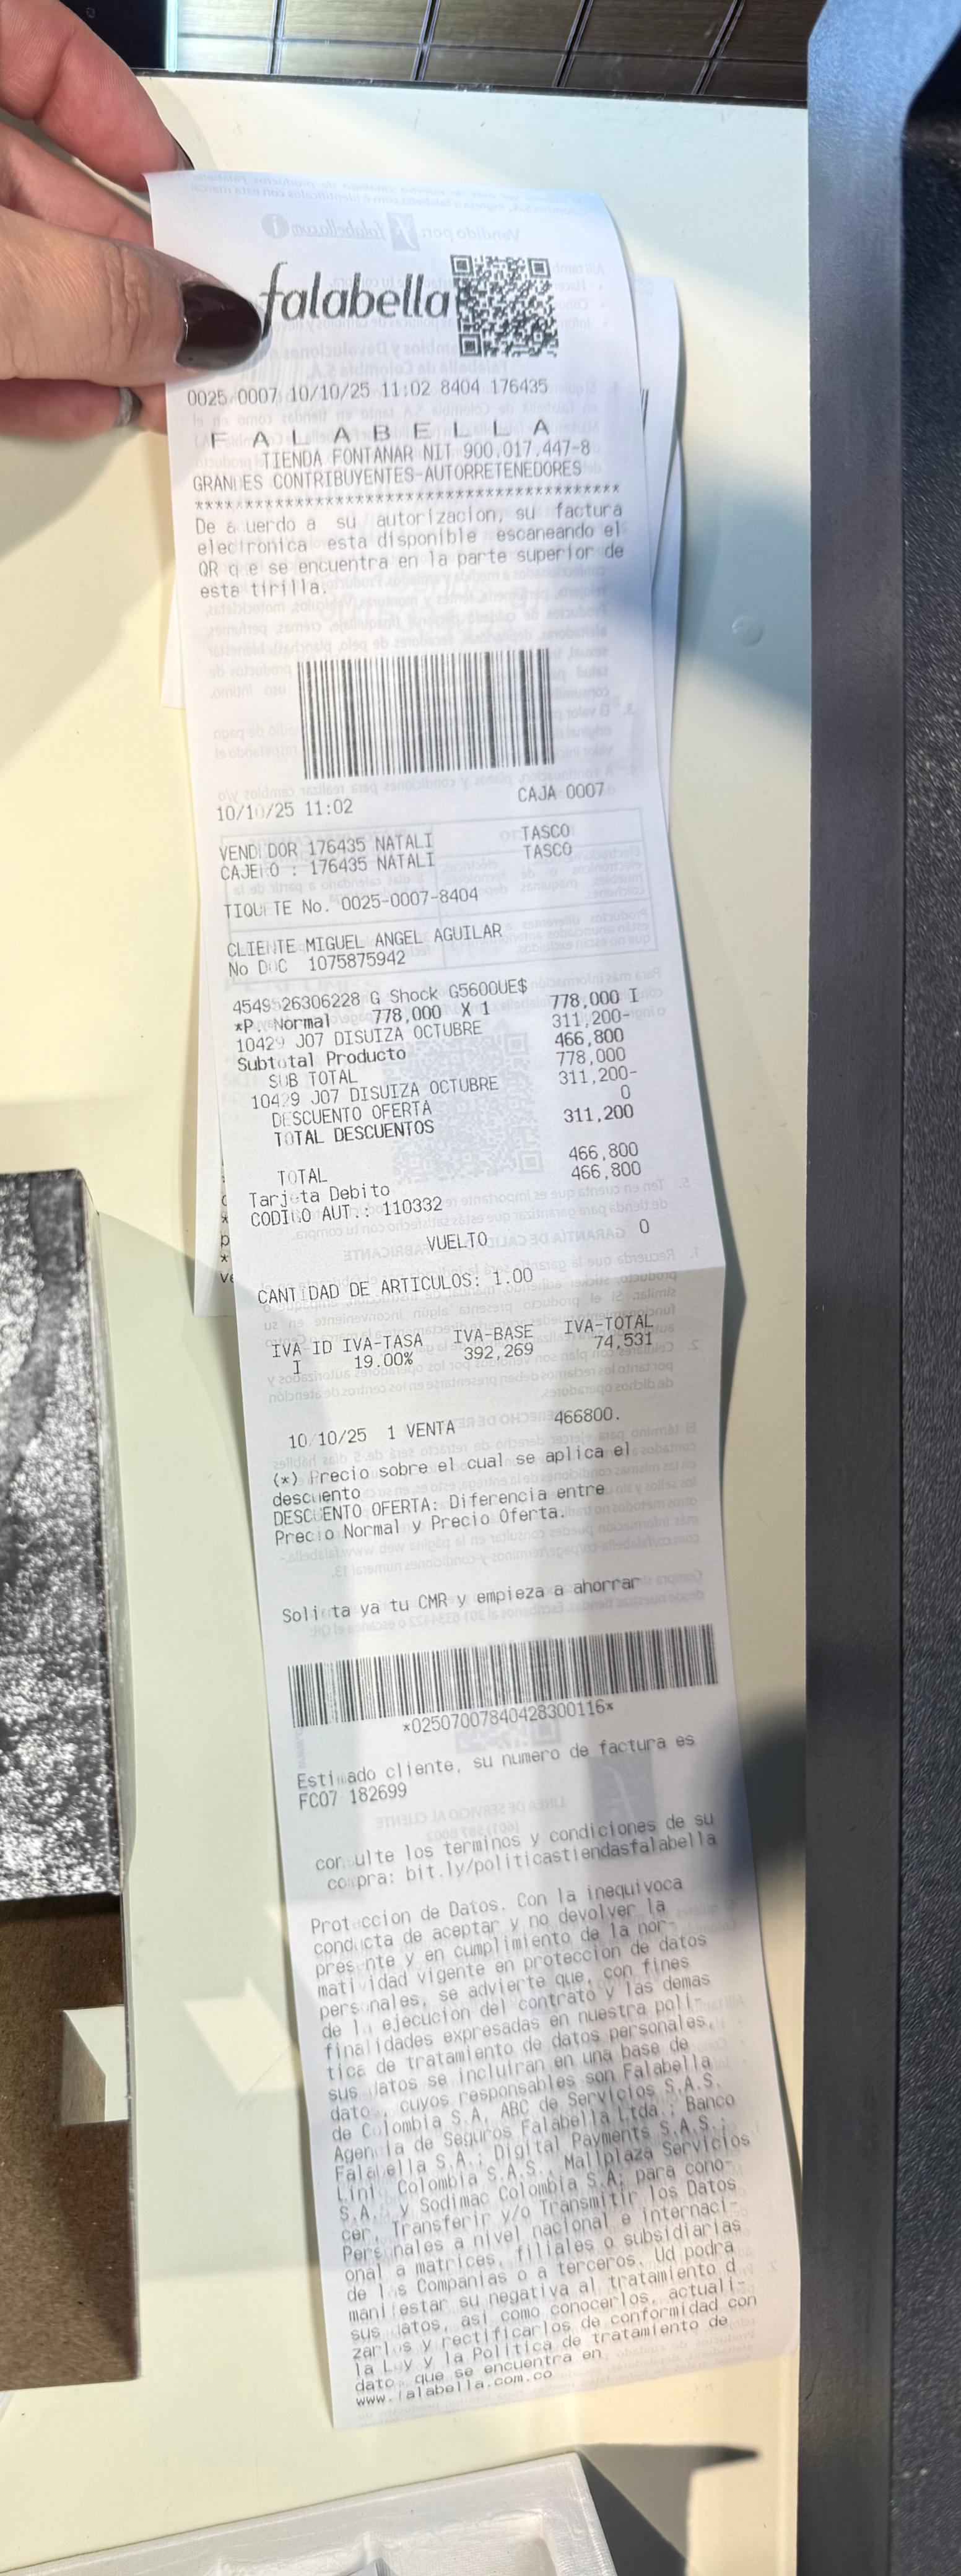 falabella
0025/0007 10/10/25 11:02 8404 176435
F A L A B E L L A
TIENDA FONTANAR NIT 900.017.447-8
GRANDES CONTRIBUYENTES-AUTORRETENEDORES
******************************************
De acuerdo a su autorizacion, su factura
electronica esta disponible escaneando el
QR que se encuentra en la parte superior de
esta tirilla.
10/10/25 11:02 CAJA 0007
VENDEDOR 176435 NATALI TASCO
CAJERO : 176435 NATALI TASCO
TIQUETE No. 0025-0007-8404
CLIENTE MIGUEL ANGEL AGUILAR
No DOC 1075875942
4549526306228 G Shock G5600UE$
*P. Normal 778,000 X 1 778,000 I
10429 J07 DISUIZA OCTUBRE 311,200-
Subtotal Producto 466,800
SUB TOTAL 778,000
10429 J07 DISUIZA OCTUBRE 311,200-
DESCUENTO OFERTA 0
TOTAL DESCUENTOS 311,200
TOTAL 466,800
Tarjeta Debito 466,800
CODIGO AUT.: 110332
VUELTO 0
CANTIDAD DE ARTICULOS: 1.00
IVA ID IVA-TASA IVA-BASE IVA-TOTAL
I 19.00% 392,269 74,531
10/10/25 1 VENTA 466800.
(*) Precio sobre el cual se aplica el
descuento
DESCUENTO OFERTA: Diferencia entre
Precio Normal y Precio Oferta.
Solicita ya tu CMR y empieza a ahorrar
*02507007840428300116*
Estimado cliente, su numero de factura es
FC07 182699
consulte los terminos y condiciones de su
compra: bit.ly/politicastiendasfalabella
Proteccion de Datos. Con la inequivoca
conducta de aceptar y no devolver la
presente y en cumplimiento de la nor-
matividad vigente en proteccion de datos
personales, se advierte que, con fines
de la ejecucion del contrato y las demas
finalidades expresadas en nuestra poli-
tica de tratamiento de datos personales,
sus datos se incluiran en una base de
datos, cuyos responsables son Falabella
de Colombia S.A. ABC de Servicios S.A.S.
Agencia de Seguros Falabella Ltda.; Banco
Falabella S.A.; Digital Payments S.A.S.;
Linio Colombia S.A.S., Mallplaza Servicios
S.A. y Sodimac Colombia S.A; para cono-
cer, Transferir y/o Transmitir los Datos
Personales a nivel nacional e internaci-
onal a matrices, filiales o subsidiarias
de las Companias o a terceros. Ud podra
manifestar su negativa al tratamiento d
sus datos, asi como conocerlos, actuali-
zarlos y rectificarlos de conformidad con
la Ley y la Politica de tratamiento de
datos que se encuentra en
www.falabella.com.co